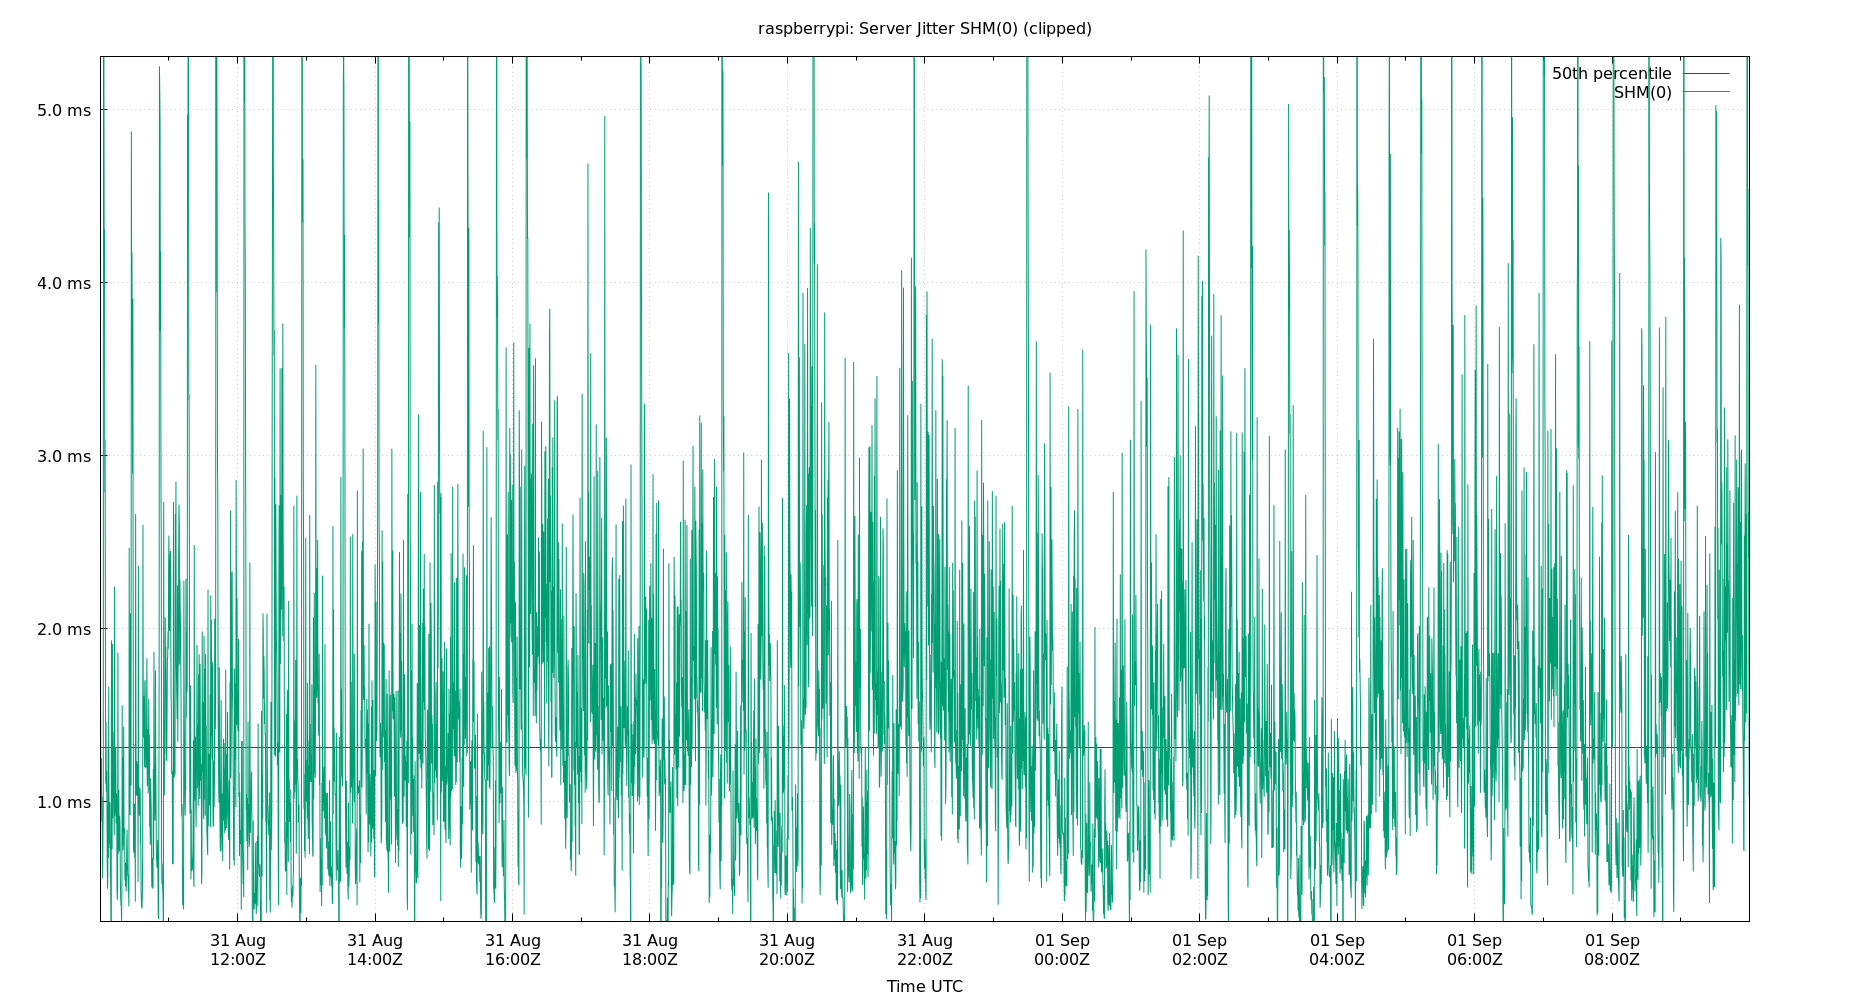 raspberrypi: Server Jitter SHM(0) (clipped)
50th percentile
SHM(0)
5.0 ms
4.0 ms
3.0 ms
2.0 ms
1.0 ms
31 Aug 31 Aug 31 Aug 31 Aug 31 Aug 31 Aug 01 Sep 01 Sep 01 Sep 01 Sep 01 Sep
12:00Z 14:00Z 16:00Z 18:00Z 20:00Z 22:00Z 00:00Z 02:00Z 04:00Z 06:00Z 08:00Z
Time UTC